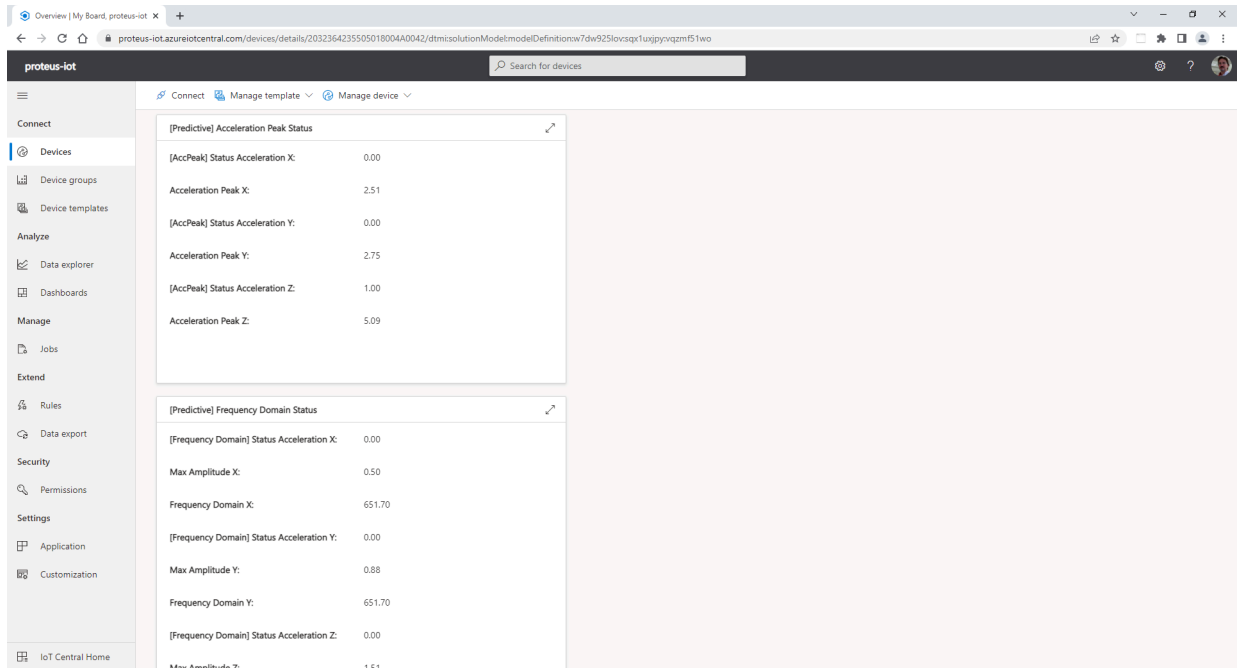 Overview | My Board, proteus-iot
proteus-iot.azureiotcentral.com/devices/details/2032364235505018004A0042/dtmi:solutionModel:modelDefinition:w7dw925lov:sqx1uxjpy:vqzmf51wo
proteus-iot
Search for devices
Connect Manage template Manage device
Connect
Devices
Device groups
Device templates
Analyze
Data explorer
Dashboards
Manage
Jobs
Extend
Rules
Data export
Security
Permissions
Settings
Application
Customization
IoT Central Home
[Predictive] Acceleration Peak Status
[AccPeak] Status Acceleration X: 0.00
Acceleration Peak X: 2.51
[AccPeak] Status Acceleration Y: 0.00
Acceleration Peak Y: 2.75
[AccPeak] Status Acceleration Z: 1.00
Acceleration Peak Z: 5.09
[Predictive] Frequency Domain Status
[Frequency Domain] Status Acceleration X: 0.00
Max Amplitude X: 0.50
Frequency Domain X: 651.70
[Frequency Domain] Status Acceleration Y: 0.00
Max Amplitude Y: 0.88
Frequency Domain Y: 651.70
[Frequency Domain] Status Acceleration Z: 0.00
Max Amplitude Z: 1.51